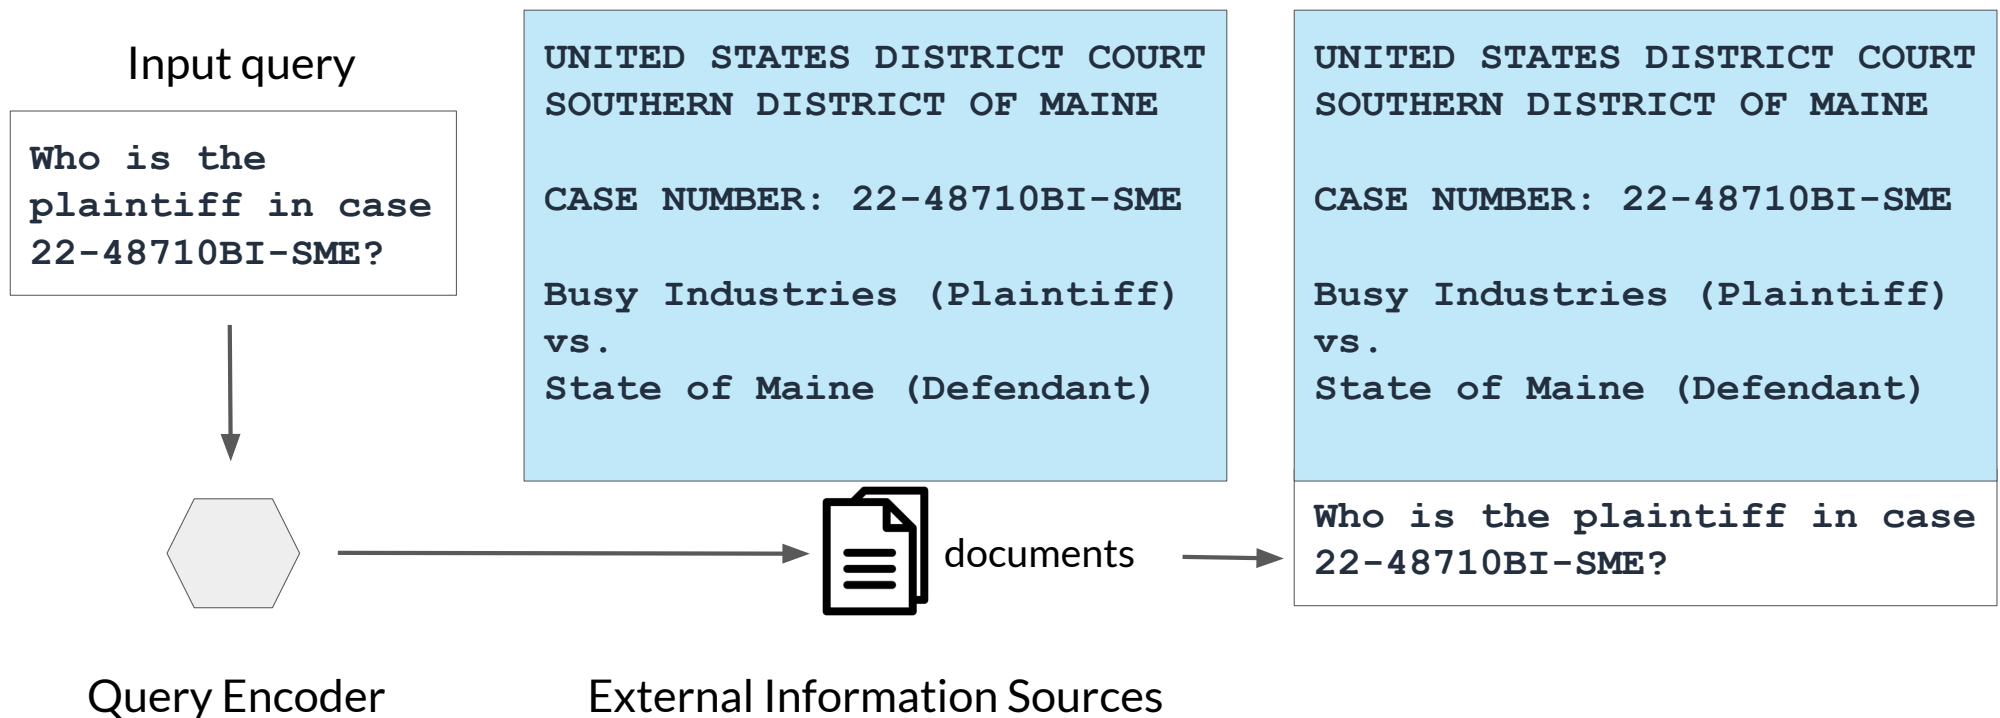 Input query
Who is the
plaintiff in case
22-48710BI-SME?
Query Encoder
UNITED STATES DISTRICT COURT
SOUTHERN DISTRICT OF MAINE
CASE NUMBER: 22-48710BI-SME
Busy Industries (Plaintiff)
vs.
State of Maine (Defendant)
documents
External Information Sources
UNITED STATES DISTRICT COURT
SOUTHERN DISTRICT OF MAINE
CASE NUMBER: 22-48710BI-SME
Busy Industries (Plaintiff)
vs.
State of Maine (Defendant)
Who is the plaintiff in case
22-48710BI-SME?